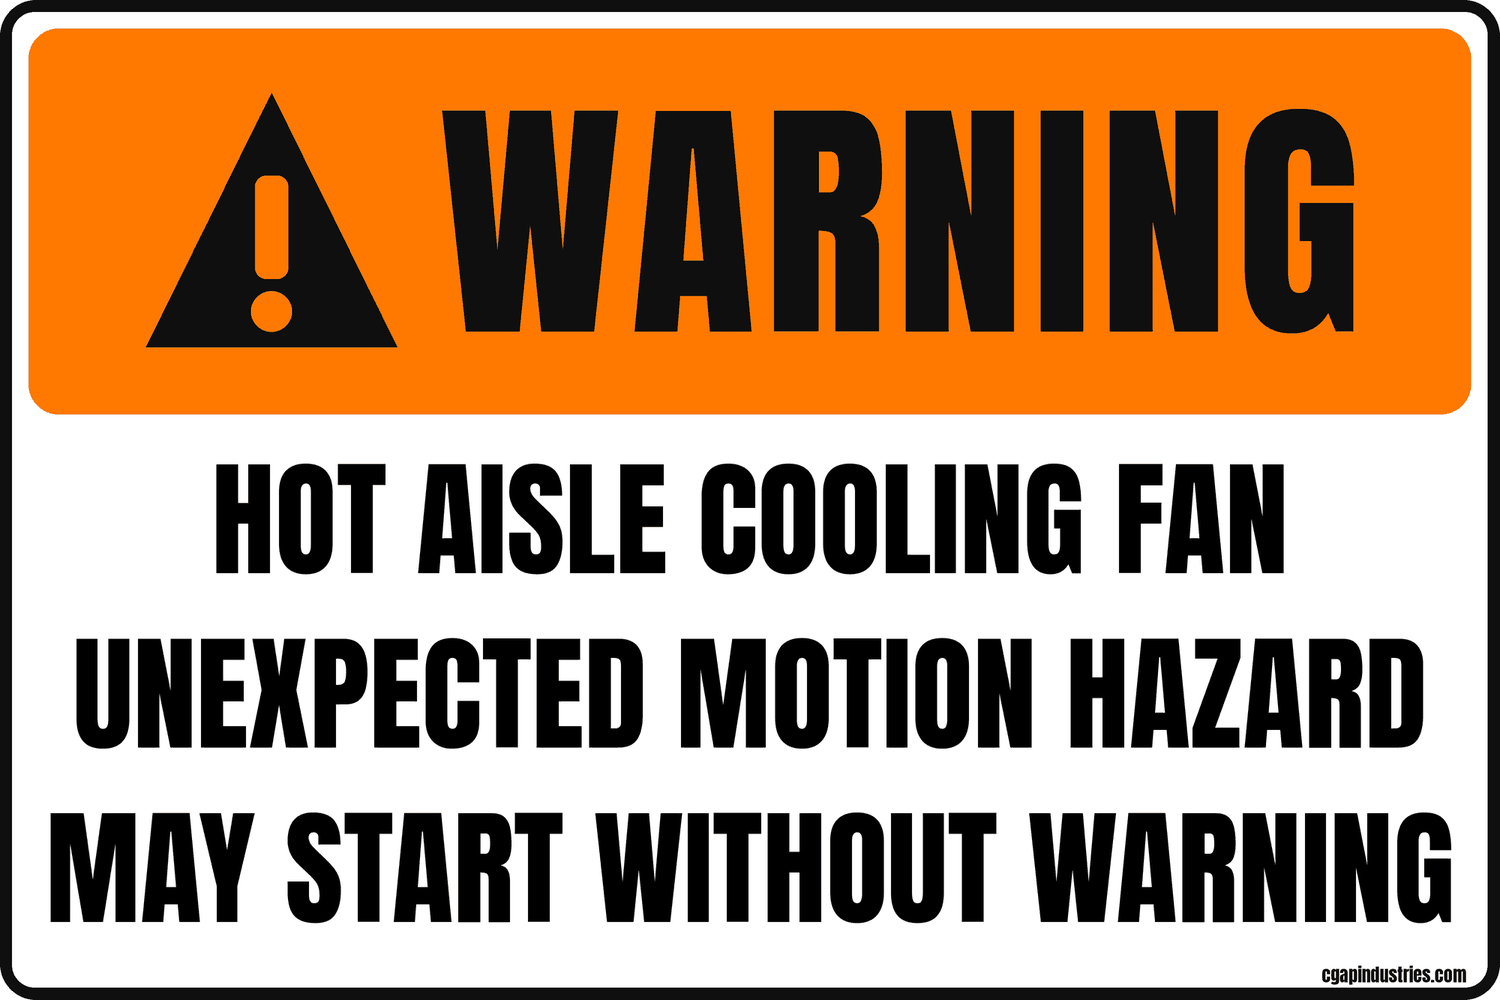 WARNING
HOT AISLE COOLING FAN
UNEXPECTED MOTION HAZARD
MAY START WITHOUT WARNING
cgapindustries.com